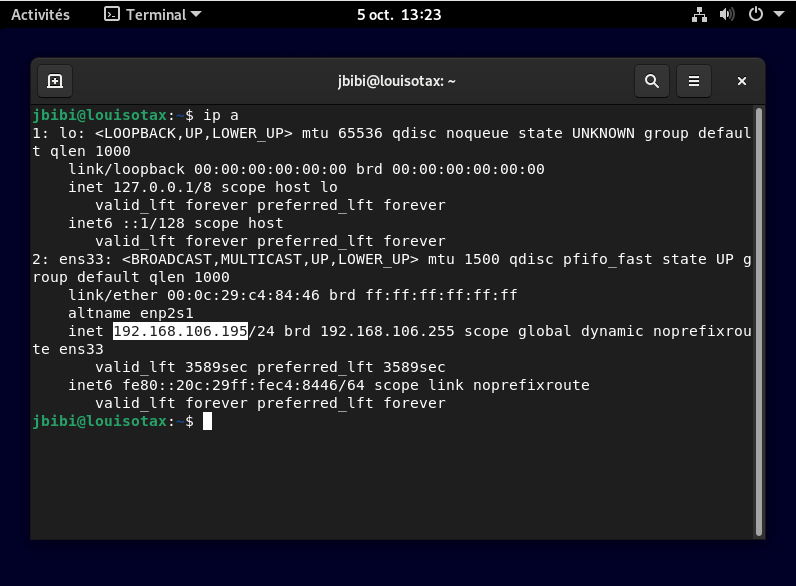 Activités Terminal 5 oct. 13:23
jbibi@louisotax: ~
jbibi@louisotax:~$ ip a
1: lo: <LOOPBACK,UP,LOWER_UP> mtu 65536 qdisc noqueue state UNKNOWN group defaul
t qlen 1000
    link/loopback 00:00:00:00:00:00 brd 00:00:00:00:00:00
    inet 127.0.0.1/8 scope host lo
       valid_lft forever preferred_lft forever
    inet6 ::1/128 scope host
       valid_lft forever preferred_lft forever
2: ens33: <BROADCAST,MULTICAST,UP,LOWER_UP> mtu 1500 qdisc pfifo_fast state UP g
roup default qlen 1000
    link/ether 00:0c:29:c4:84:46 brd ff:ff:ff:ff:ff:ff
    altname enp2s1
    inet 192.168.106.195/24 brd 192.168.106.255 scope global dynamic noprefixrou
te ens33
       valid_lft 3589sec preferred_lft 3589sec
    inet6 fe80::20c:29ff:fec4:8446/64 scope link noprefixroute
       valid_lft forever preferred_lft forever
jbibi@louisotax:~$